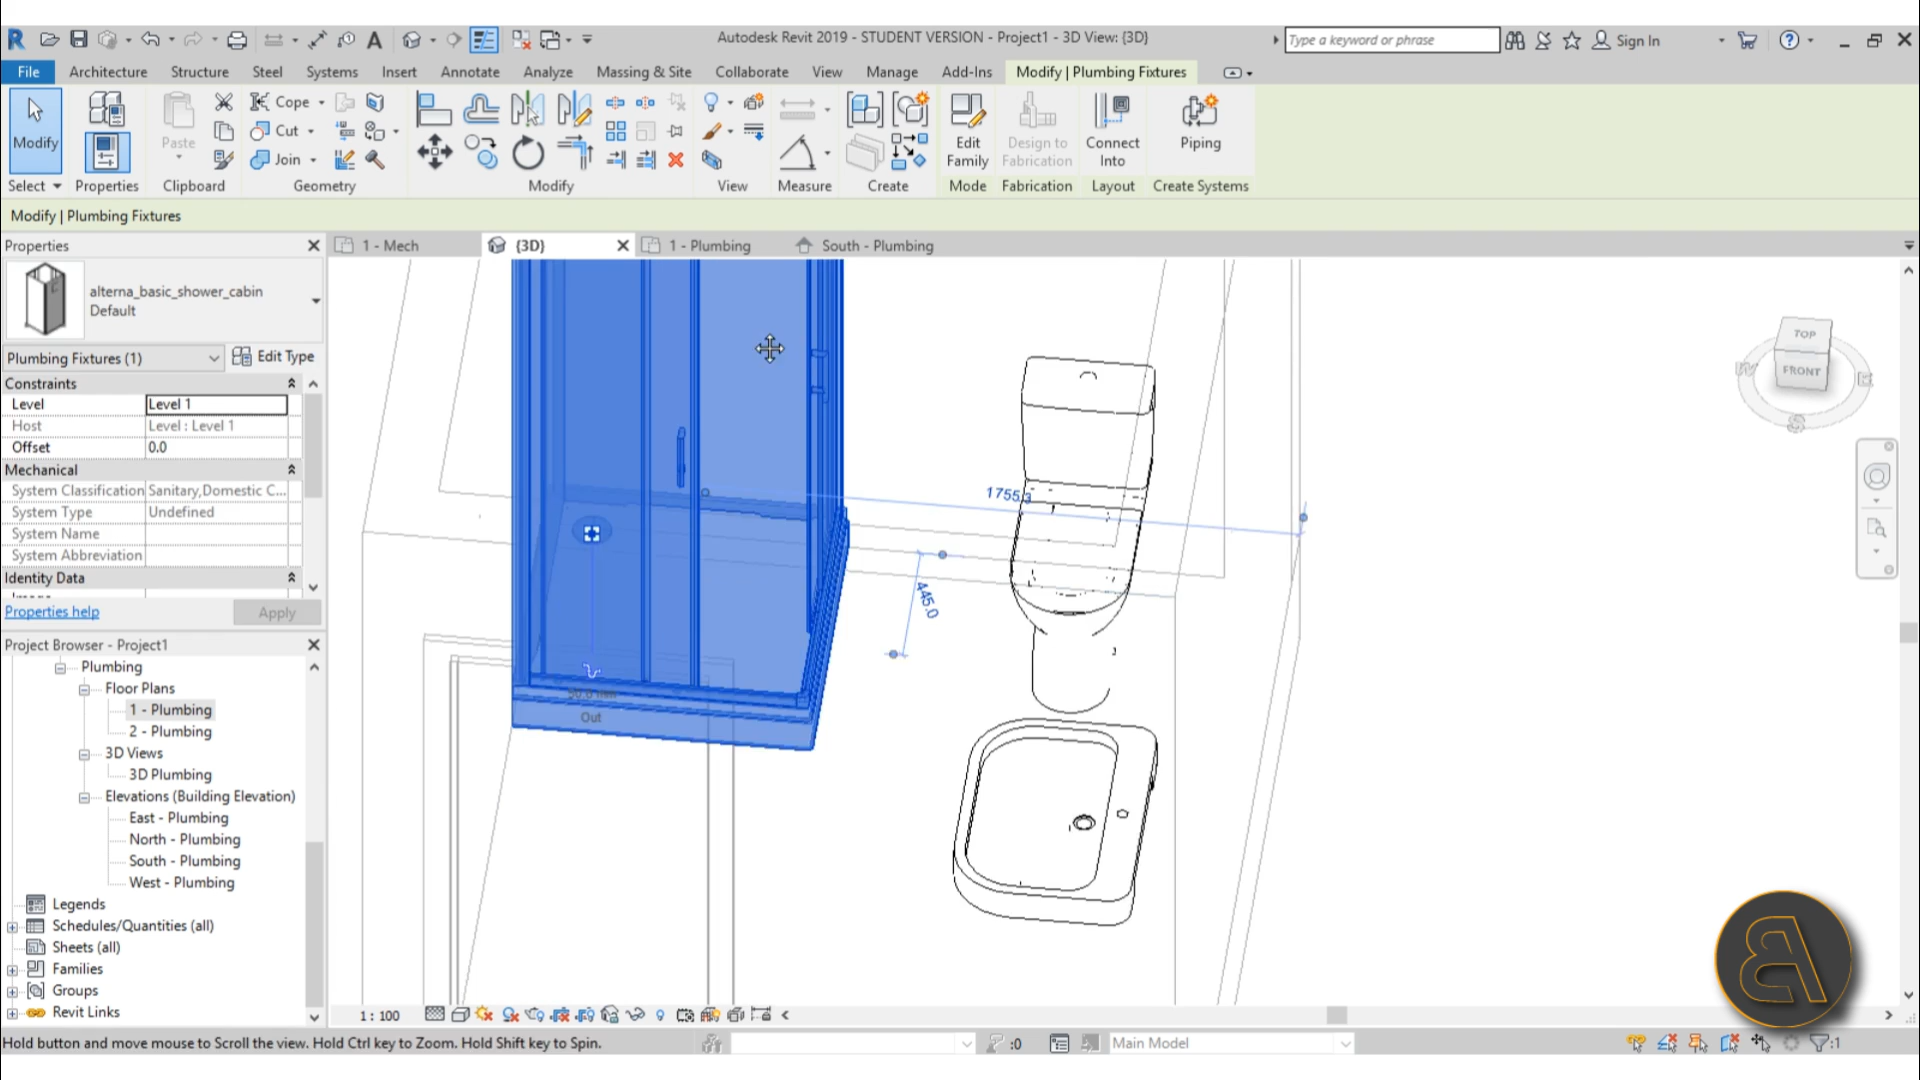 Autodesk Revit 2019 - STUDENT VERSION - Project1 - 3D View: {3D}
Type a keyword or phrase
Sign In
File Architecture Structure Steel Systems Insert Annotate Analyze Massing & Site Collaborate View Manage Add-Ins Modify | Plumbing Fixtures
Modify
Paste
Cope
Cut
Join
Edit Family
Design to Fabrication
Connect Into
Piping
Select Properties Clipboard Geometry Modify View Measure Create Mode Fabrication Layout Create Systems
Modify | Plumbing Fixtures
Properties
1 - Mech
{3D}
1 - Plumbing
South - Plumbing
alterna_basic_shower_cabin
Default
Plumbing Fixtures (1)
Edit Type
Constraints
Level Level 1
Host Level : Level 1
Offset 0.0
Mechanical
System Classification Sanitary,Domestic C...
System Type Undefined
System Name
System Abbreviation
Identity Data
Properties help
Apply
Project Browser - Project1
Plumbing
Floor Plans
1 - Plumbing
2 - Plumbing
3D Views
3D Plumbing
Elevations (Building Elevation)
East - Plumbing
North - Plumbing
South - Plumbing
West - Plumbing
Legends
Schedules/Quantities (all)
Sheets (all)
Families
Groups
Revit Links
1755.3
445.0
Out
TOP
FRONT
W
E
S
1 : 100
Hold button and move mouse to Scroll the view. Hold Ctrl key to Zoom. Hold Shift key to Spin.
:0
Main Model
:1